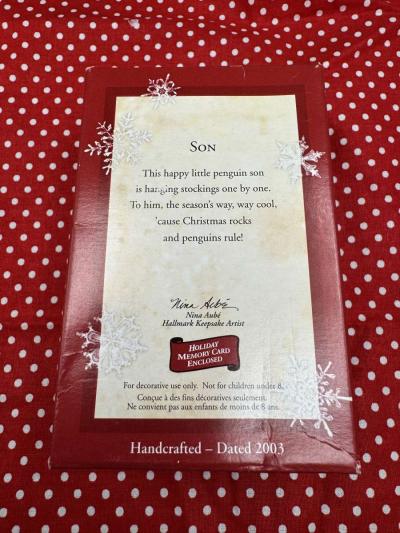 SON
This happy little penguin son
is hanging stockings one by one.
To him, the season's way, way cool,
'cause Christmas rocks
and penguins rule!
Nina Aubé
Nina Aubé
Hallmark Keepsake Artist
HOLIDAY
MEMORY CARD
ENCLOSED
For decorative use only. Not for children under 8.
Conçue à des fins décoratives seulement.
Ne convient pas aux enfants de moins de 8 ans.
Handcrafted – Dated 2003